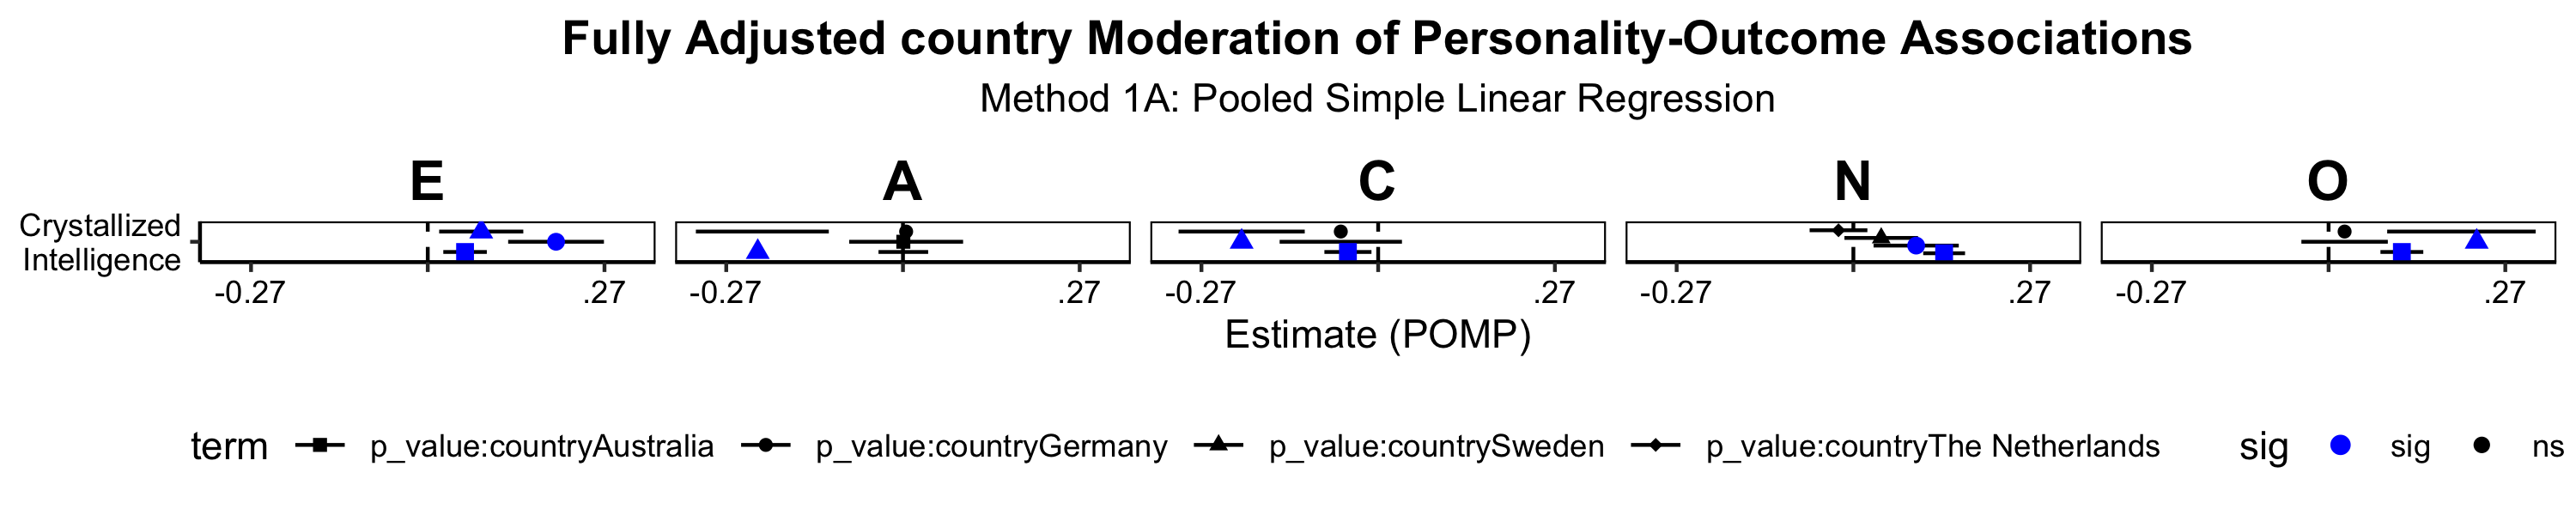 Fully Adjusted country Moderation of Personality-Outcome Associations
Method 1A: Pooled Simple Linear Regression
E A C N O
Crystallized
Intelligence
-0.27 .27 -0.27 .27 -0.27 .27 -0.27 .27 -0.27 .27
Estimate (POMP)
term p_value:countryAustralia p_value:countryGermany p_value:countrySweden p_value:countryThe Netherlands sig sig ns